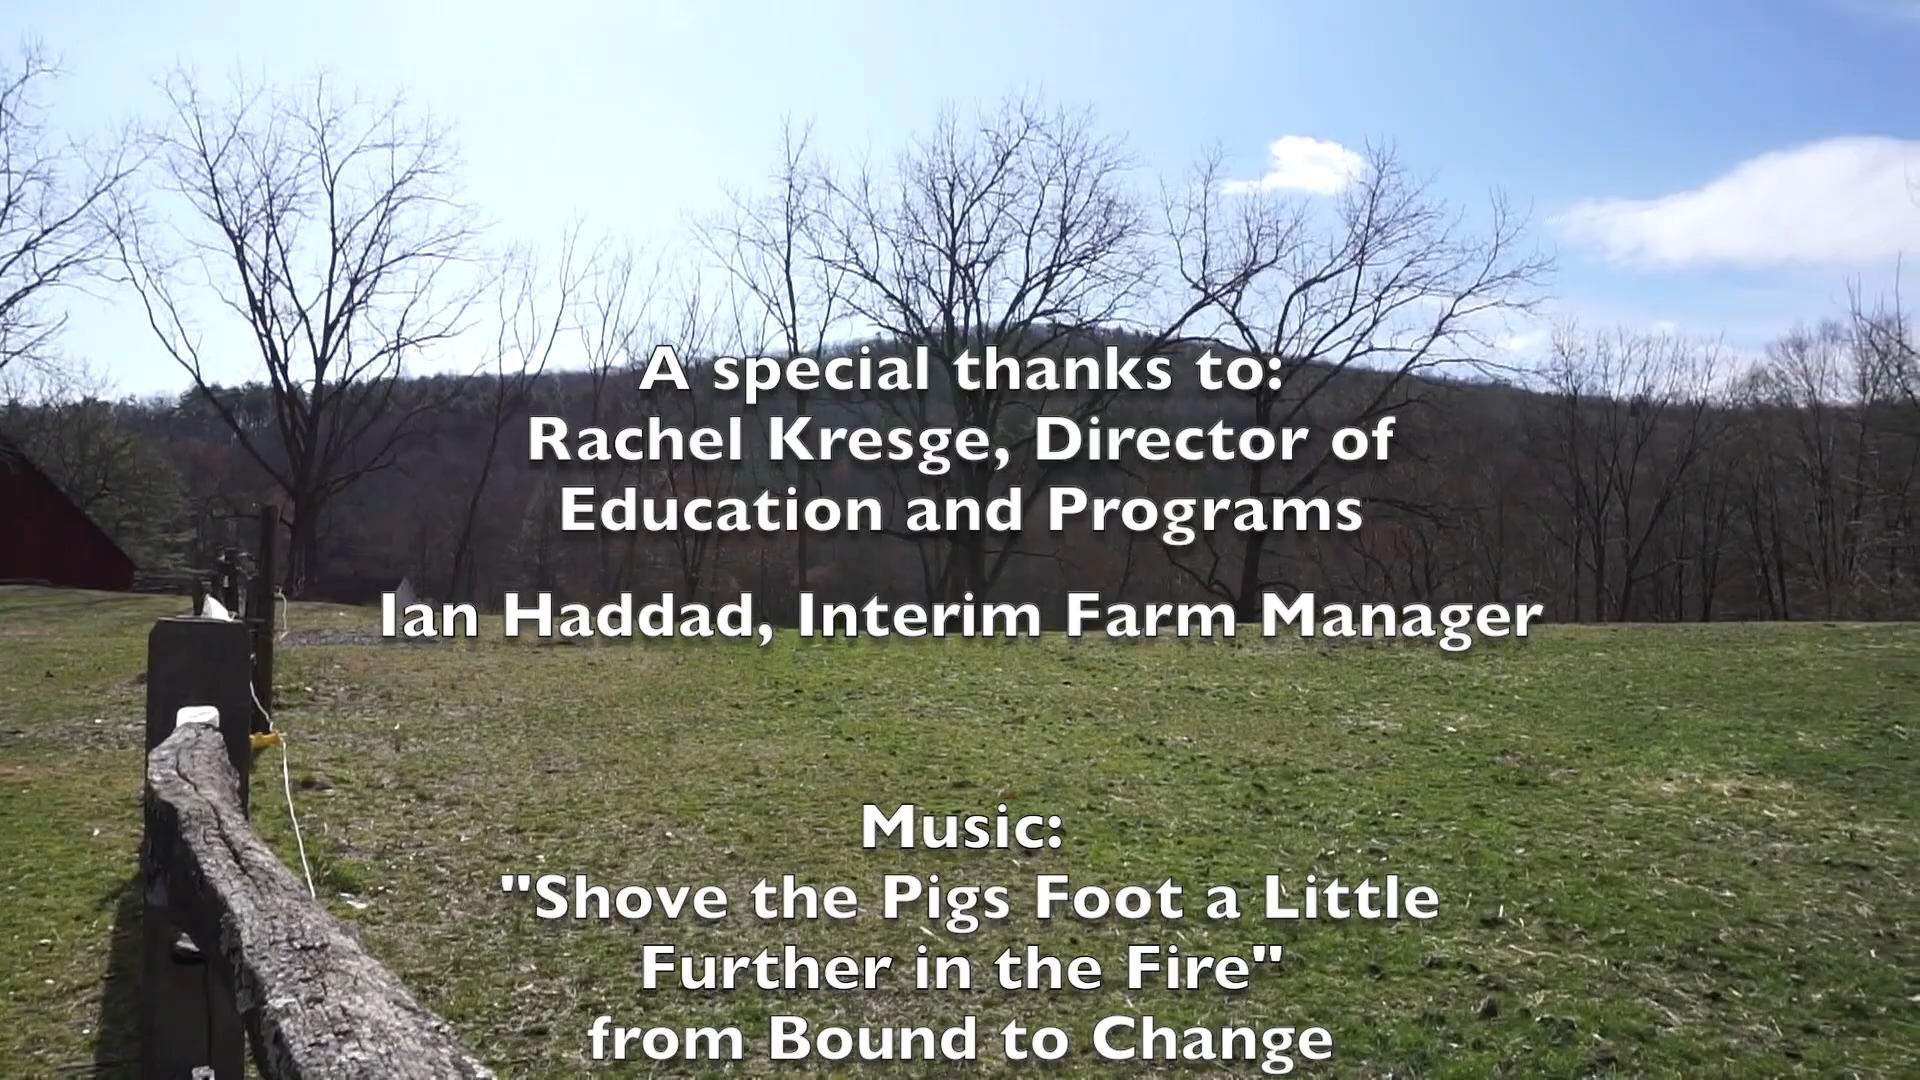 A special thanks to:
Rachel Kresge, Director of
Education and Programs
Ian Haddad, Interim Farm Manager
Music:
"Shove the Pigs Foot a Little
Further in the Fire"
from Bound to Change